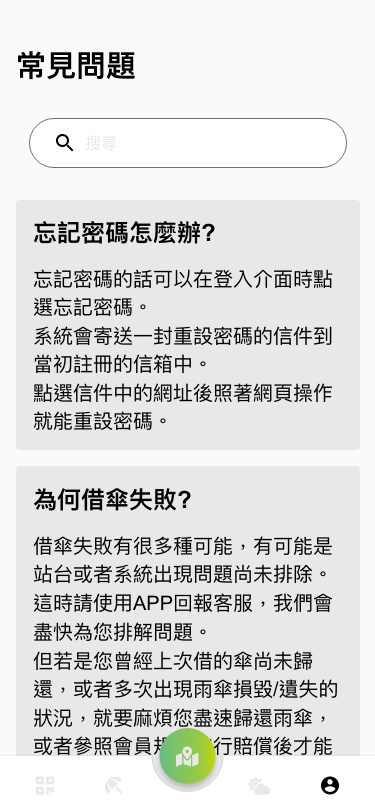 常見問題
搜尋
忘記密碼怎麼辦?
忘記密碼的話可以在登入介面時點
選忘記密碼。
系統會寄送一封重設密碼的信件到
當初註冊的信箱中。
點選信件中的網址後照著網頁操作
就能重設密碼。
為何借傘失敗?
借傘失敗有很多種可能，有可能是
站台或者系統出現問題尚未排除。
這時請使用APP回報客服，我們會
盡快為您排解問題。
但若是您曾經上次借的傘尚未歸
還，或者多次出現雨傘損毀/遺失的
狀況，就要麻煩您盡速歸還雨傘，
或者參照會員 行賠償後才能